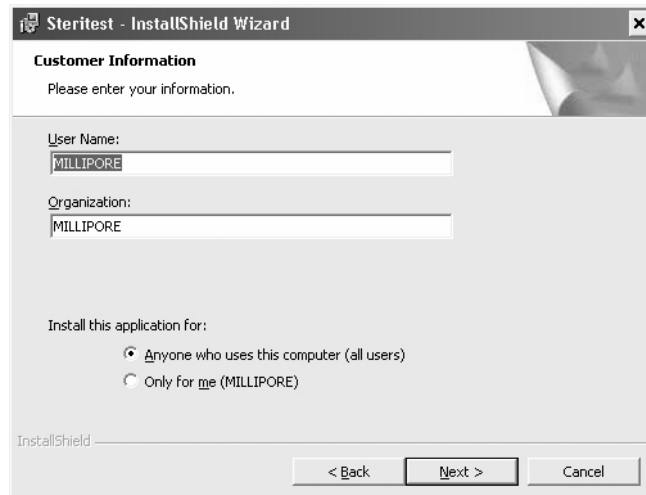 Steritest - InstallShield Wizard
Customer Information
Please enter your information.
User Name:
MILLIPORE
Organization:
MILLIPORE
Install this application for:
Anyone who uses this computer (all users)
Only for me (MILLIPORE)
InstallShield
< Back Next > Cancel